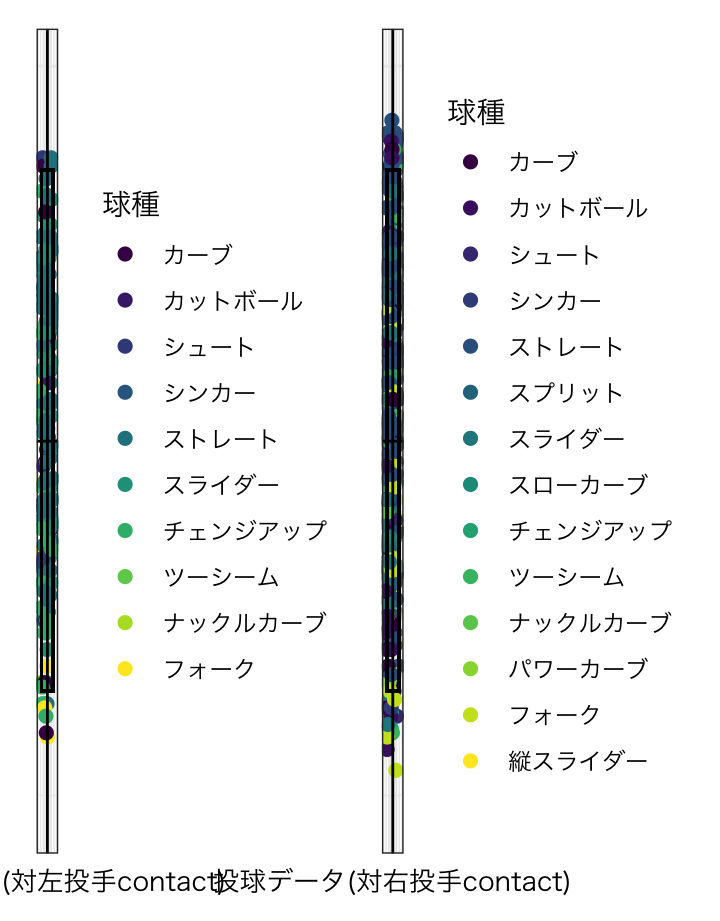 球種
カーブ
カットボール
シュート
シンカー
ストレート
スライダー
チェンジアップ
ツーシーム
ナックルカーブ
フォーク
球種
カーブ
カットボール
シュート
シンカー
ストレート
スプリット
スライダー
スローカーブ
チェンジアップ
ツーシーム
ナックルカーブ
パワーカーブ
フォーク
縦スライダー
(対左投手contact)
投球データ(対右投手contact)